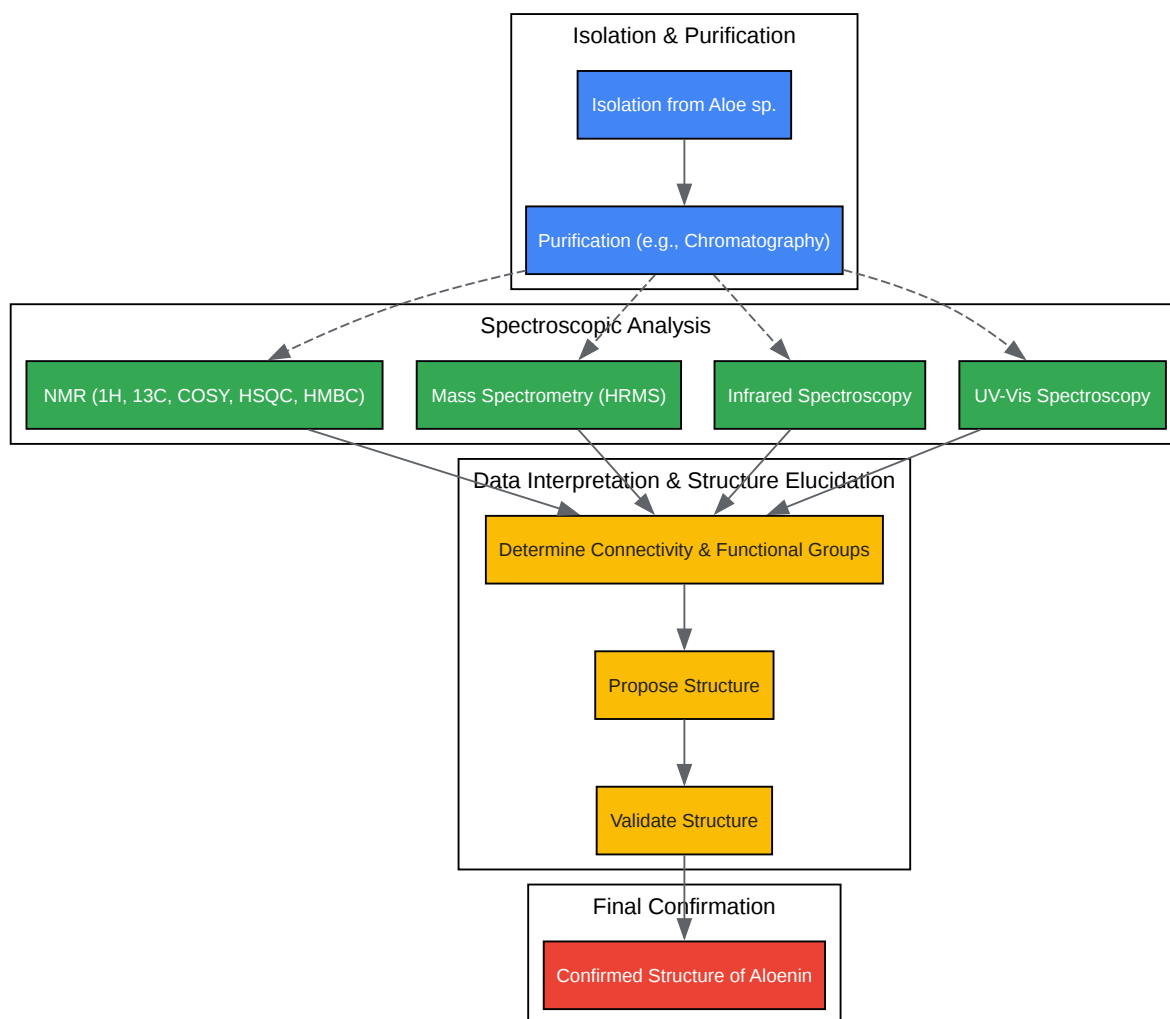 Isolation & Purification
Isolation from Aloe sp.
Purification (e.g., Chromatography)
Spectroscopic Analysis
NMR (1H, 13C, COSY, HSQC, HMBC)
Mass Spectrometry (HRMS)
Infrared Spectroscopy
UV-Vis Spectroscopy
Data Interpretation & Structure Elucidation
Determine Connectivity & Functional Groups
Propose Structure
Validate Structure
Final Confirmation
Confirmed Structure of Aloenin